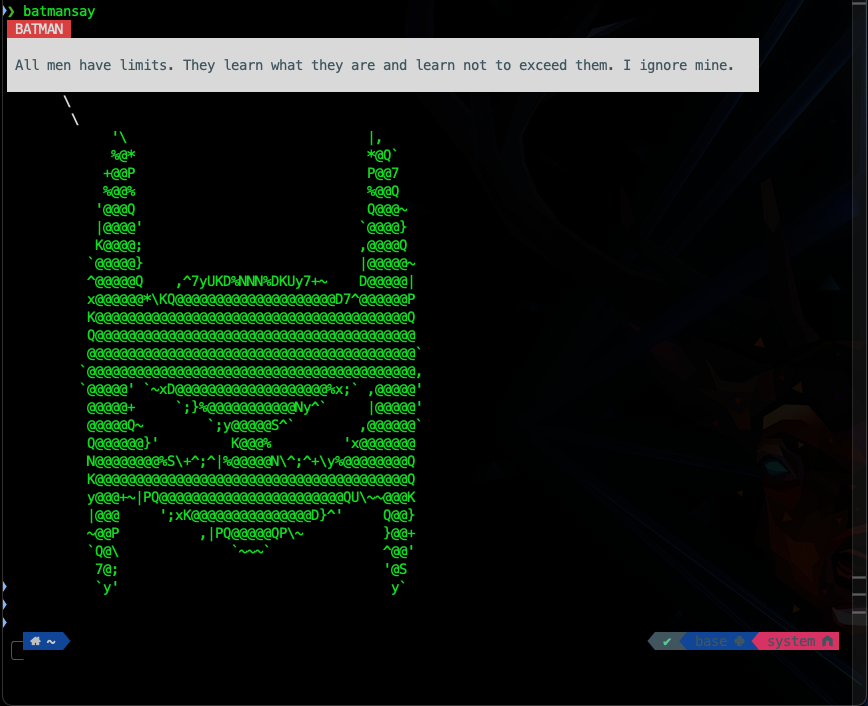 ❯ batmansay
BATMAN
All men have limits. They learn what they are and learn not to exceed them. I ignore mine.
\
\
'\                              |,
%@*                             *@Q`
+@@P                             P@@7
%@@%                             %@@Q
'@@@Q                             Q@@@~
|@@@@'                           `@@@@}
K@@@@;                           ,@@@@Q
`@@@@@}                           |@@@@@~
^@@@@@Q    ,^7yUKD%NNN%DKUy7+~    D@@@@@|
x@@@@@@*\KQ@@@@@@@@@@@@@@@@@@@@D7^@@@@@@P
K@@@@@@@@@@@@@@@@@@@@@@@@@@@@@@@@@@@@@@@Q
Q@@@@@@@@@@@@@@@@@@@@@@@@@@@@@@@@@@@@@@@@
@@@@@@@@@@@@@@@@@@@@@@@@@@@@@@@@@@@@@@@@@`
`@@@@@@@@@@@@@@@@@@@@@@@@@@@@@@@@@@@@@@@@@,
`@@@@@' `~xD@@@@@@@@@@@@@@@@@@@%x;` ,@@@@@'
@@@@@+     `;}%@@@@@@@@@@@Ny^`     |@@@@@'
@@@@@Q~        `;y@@@@@S^`        ,@@@@@@`
Q@@@@@@}'         K@@@%         'x@@@@@@@
N@@@@@@@@%S\+^;^|%@@@@@N\^;^+\y%@@@@@@@@Q
K@@@@@@@@@@@@@@@@@@@@@@@@@@@@@@@@@@@@@@@Q
y@@@+~|PQ@@@@@@@@@@@@@@@@@@@@@@@QU\~~@@@K
|@@@     ';xK@@@@@@@@@@@@@@@D}^'     Q@@}
~@@P          ,|PQ@@@@@QP\~          }@@+
`Q@\              `~~~`              ^@@'
7@;                                 '@S
`y'                                  y`
~ ✔ base system